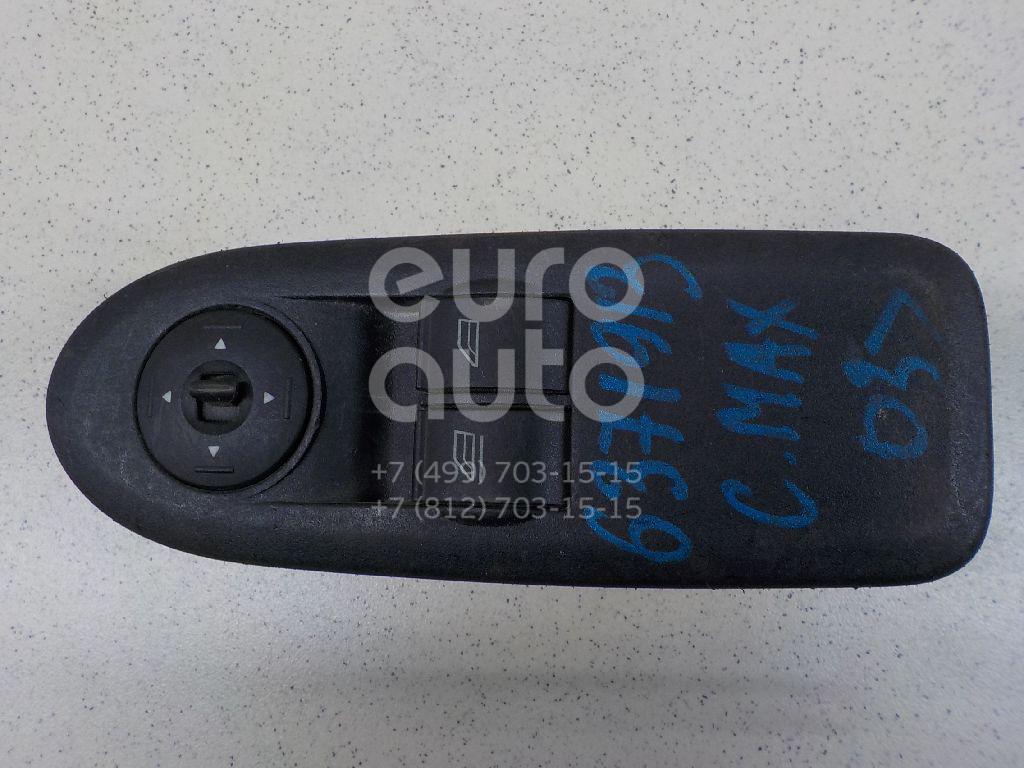 euro
auto
+7 (499) 703-15-15
+7 (812) 703-15-15
C.MAX
03>